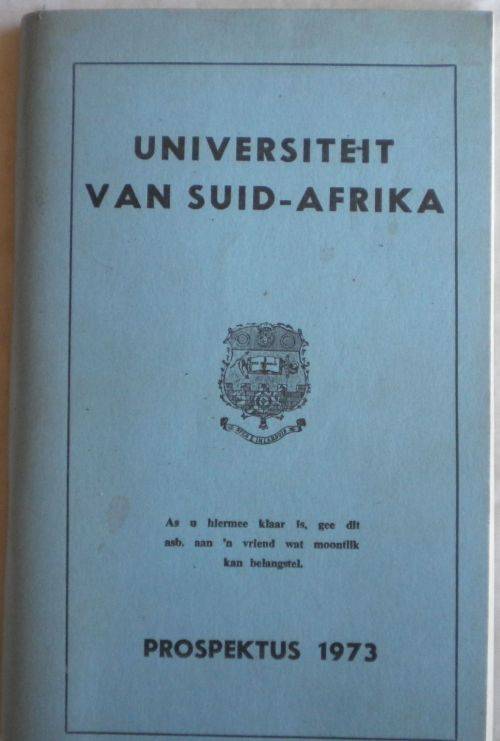 UNIVERSITEIT
VAN SUID-AFRIKA
As u hiermee klaar is, gee dit
asb. aan 'n vriend wat moontlik
kan belangstel.
PROSPEKTUS 1973